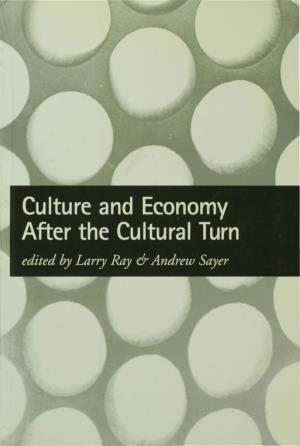 Culture and Economy
After the Cultural Turn
edited by Larry Ray & Andrew Sayer